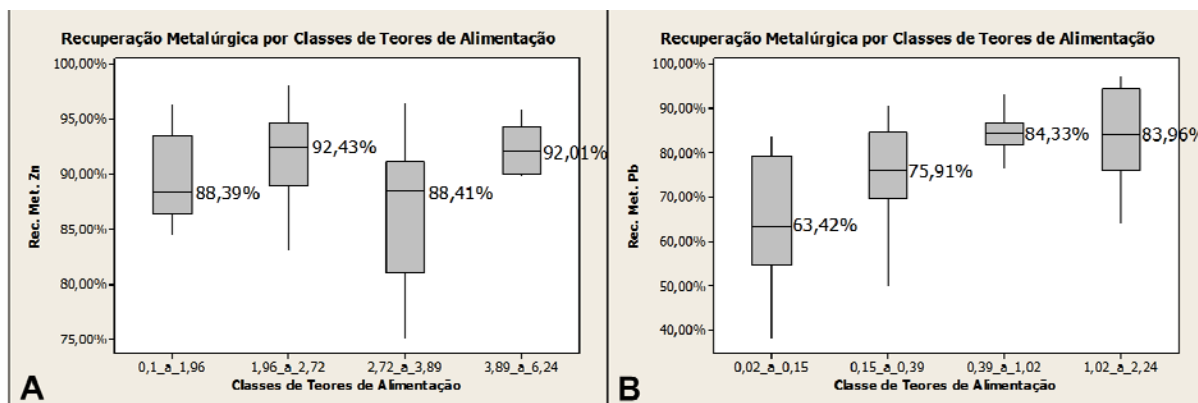 Recuperação Metalúrgica por Classes de Teores de Alimentação
100,00%
95,00%
90,00%
85,00%
80,00%
75,00%
Rec. Met. Zn
88,39%
92,43%
88,41%
92,01%
0,1_a_1,96
1,96_a_2,72
2,72_a_3,89
3,89_a_6,24
Classes de Teores de Alimentação
A
Recuperação Metalúrgica por Classes de Teores de Alimentação
100,00%
90,00%
80,00%
70,00%
60,00%
50,00%
40,00%
Rec. Met. Pb
63,42%
75,91%
84,33%
83,96%
0,02_a_0,15
0,15_a_0,39
0,39_a_1,02
1,02_a_2,24
Classe de Teores de Alimentação
B